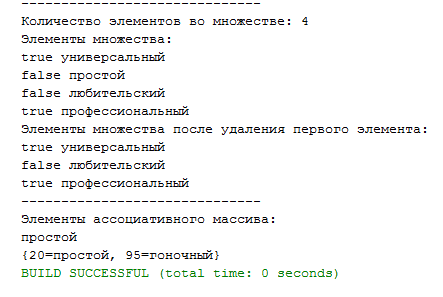 ------------------------------
Количество элементов во множестве: 4
Элементы множества:
true универсальный
false простой
false любительский
true профессиональный
Элементы множества после удаления первого элемента:
true универсальный
false любительский
true профессиональный
------------------------------
Элементы ассоциативного массива:
простой
{20=простой, 95=гоночный}
BUILD SUCCESSFUL (total time: 0 seconds)